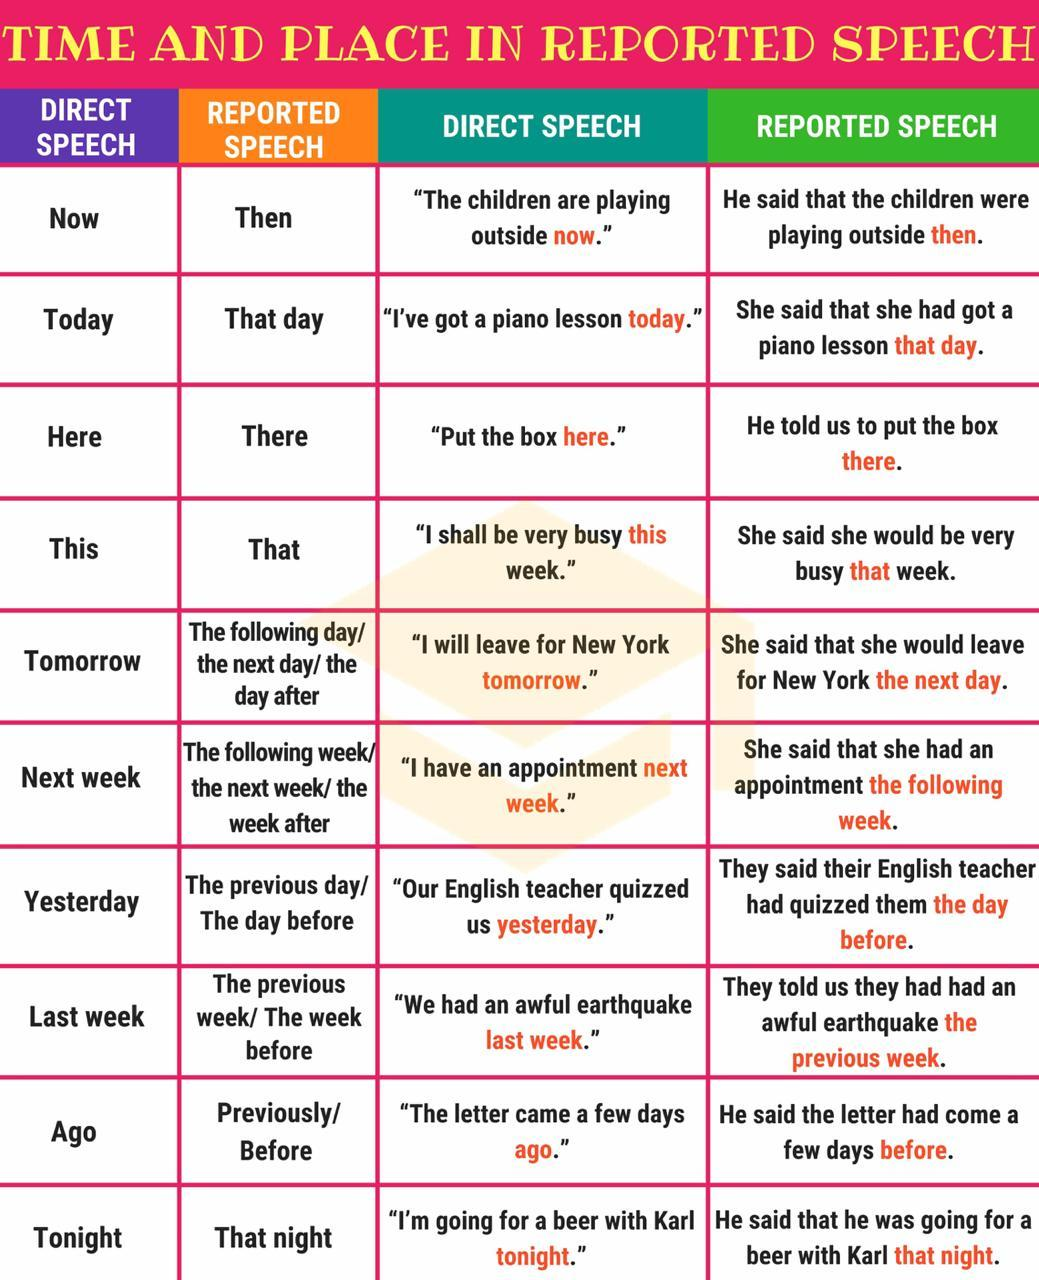 TIME AND PLACE IN REPORTED SPEECH
DIRECT
SPEECH
REPORTED
SPEECH
DIRECT SPEECH
REPORTED SPEECH
Now
Then
“The children are playing
outside now.”
He said that the children were
playing outside then.
Today
That day
“I’ve got a piano lesson today.”
She said that she had got a
piano lesson that day.
Here
There
“Put the box here.”
He told us to put the box
there.
This
That
“I shall be very busy this
week.”
She said she would be very
busy that week.
Tomorrow
The following day/
the next day/ the
day after
“I will leave for New York
tomorrow.”
She said that she would leave
for New York the next day.
Next week
The following week/
the next week/ the
week after
“I have an appointment next
week.”
She said that she had an
appointment the following
week.
Yesterday
The previous day/
The day before
“Our English teacher quizzed
us yesterday.”
They said their English teacher
had quizzed them the day
before.
Last week
The previous
week/ The week
before
“We had an awful earthquake
last week.”
They told us they had had an
awful earthquake the
previous week.
Ago
Previously/
Before
“The letter came a few days
ago.”
He said the letter had come a
few days before.
Tonight
That night
“I’m going for a beer with Karl
tonight.”
He said that he was going for a
beer with Karl that night.